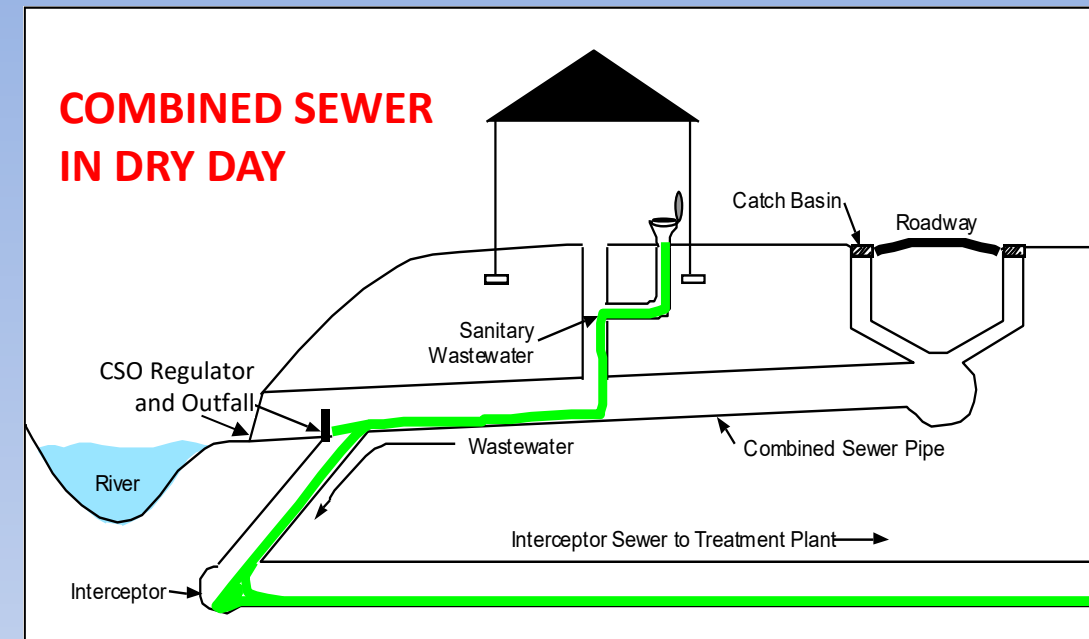 COMBINED SEWER
IN DRY DAY
Catch Basin
Roadway
Sanitary
Wastewater
CSO Regulator
and Outfall
Wastewater
Combined Sewer Pipe
River
Interceptor Sewer to Treatment Plant
Interceptor